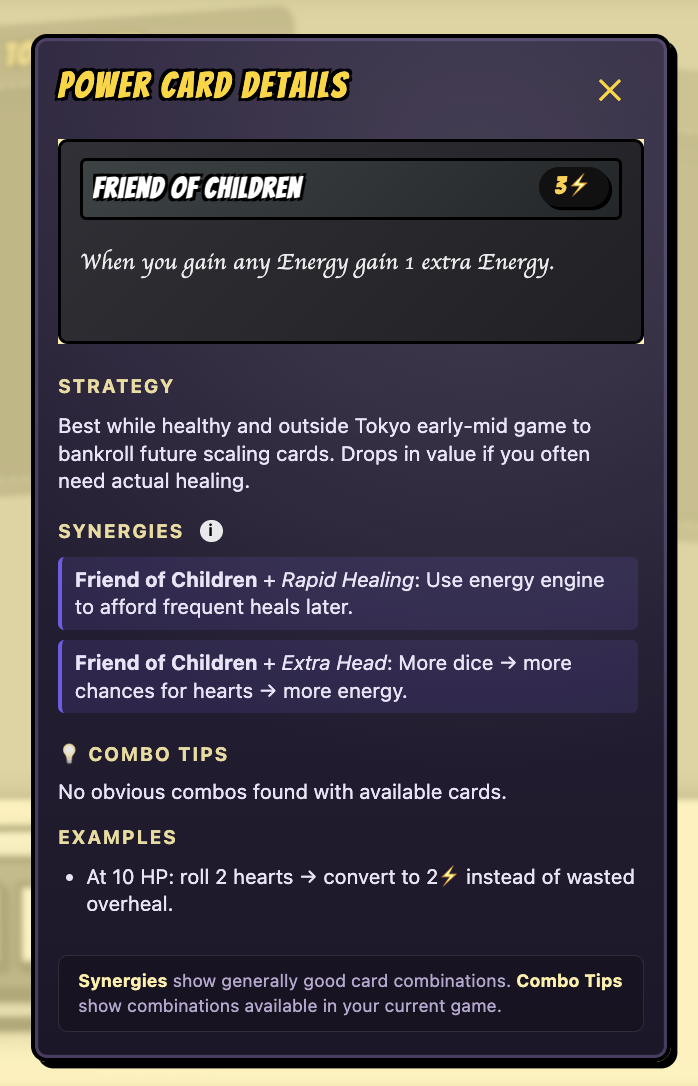 10
POWER CARD DETAILS
FRIEND OF CHILDREN
3⚡
When you gain any Energy gain 1 extra Energy.
STRATEGY
Best while healthy and outside Tokyo early-mid game to
bankroll future scaling cards. Drops in value if you often
need actual healing.
SYNERGIES i
Friend of Children + Rapid Healing: Use energy engine
to afford frequent heals later.
Friend of Children + Extra Head: More dice → more
chances for hearts → more energy.
💡 COMBO TIPS
No obvious combos found with available cards.
EXAMPLES
• At 10 HP: roll 2 hearts → convert to 2⚡ instead of wasted
overheal.
Synergies show generally good card combinations. Combo Tips
show combinations available in your current game.